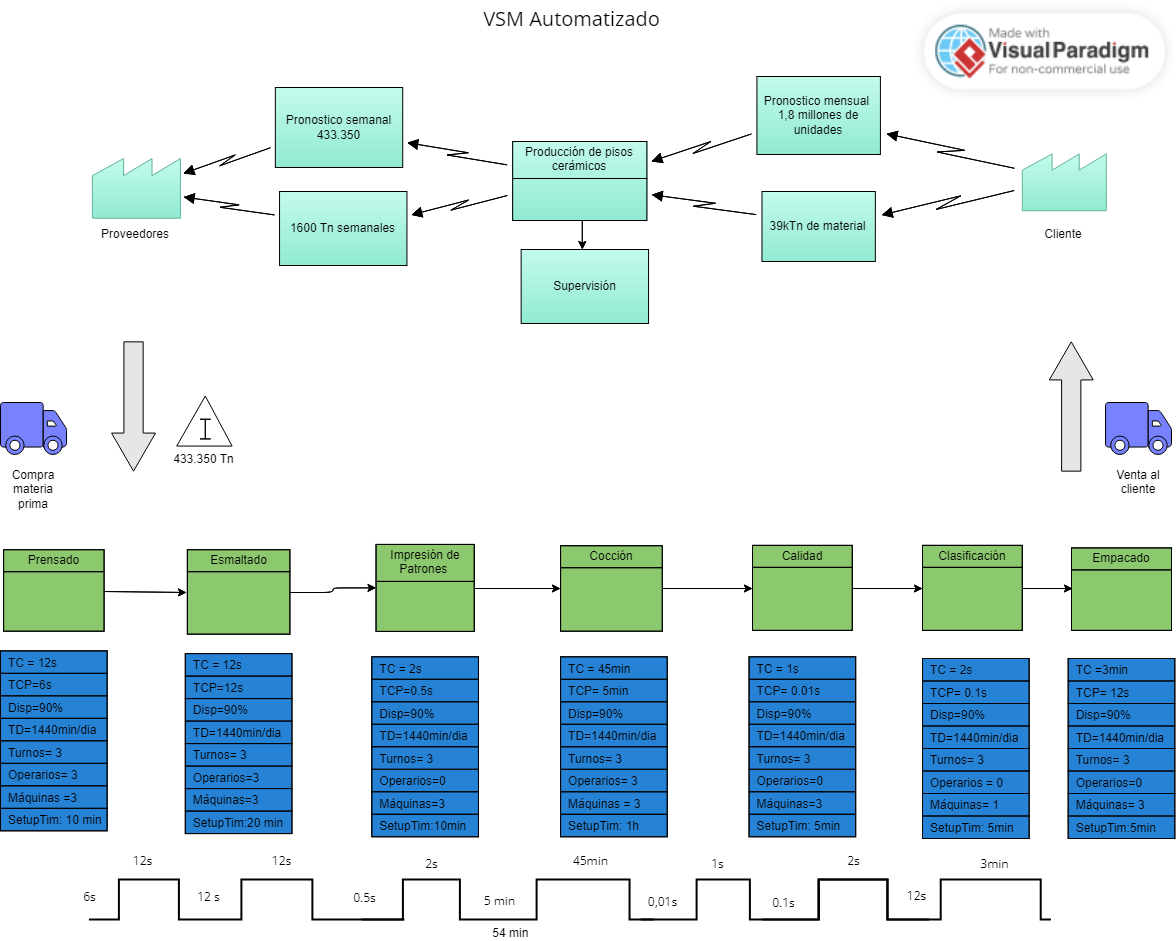 VSM Automatizado
Made with
VisualParadigm
For non-commercial use
Pronostico semanal
433.350
Producción de pisos
cerámicos
Pronostico mensual
1,8 millones de
unidades
Proveedores
1600 Tn semanales
39kTn de material
Cliente
Supervisión
I
433.350 Tn
Compra
materia
prima
Venta al
cliente
Prensado
Esmaltado
Impresión de
Patrones
Cocción
Calidad
Clasificación
Empacado
TC = 12s
TCP=6s
Disp=90%
TD=1440min/dia
Turnos= 3
Operarios= 3
Máquinas =3
SetupTim: 10 min
TC = 12s
TCP=12s
Disp=90%
TD=1440min/dia
Turnos= 3
Operarios=3
Máquinas=3
SetupTim:20 min
TC = 2s
TCP=0.5s
Disp=90%
TD=1440min/dia
Turnos= 3
Operarios=0
Máquinas=3
SetupTim:10min
TC = 45min
TCP= 5min
Disp=90%
TD=1440min/dia
Turnos= 3
Operarios= 3
Máquinas = 3
SetupTim: 1h
TC = 1s
TCP= 0.01s
Disp=90%
TD=1440min/dia
Turnos= 3
Operarios=0
Máquinas=3
SetupTim: 5min
TC = 2s
TCP= 0.1s
Disp=90%
TD=1440min/dia
Turnos= 3
Operarios = 0
Máquinas= 1
SetupTim: 5min
TC =3min
TCP= 12s
Disp=90%
TD=1440min/dia
Turnos= 3
Operarios=0
Máquinas= 3
SetupTim:5min
12s
12s
2s
45min
1s
2s
3min
6s
12 s
0.5s
5 min
0,01s
0.1s
12s
54 min